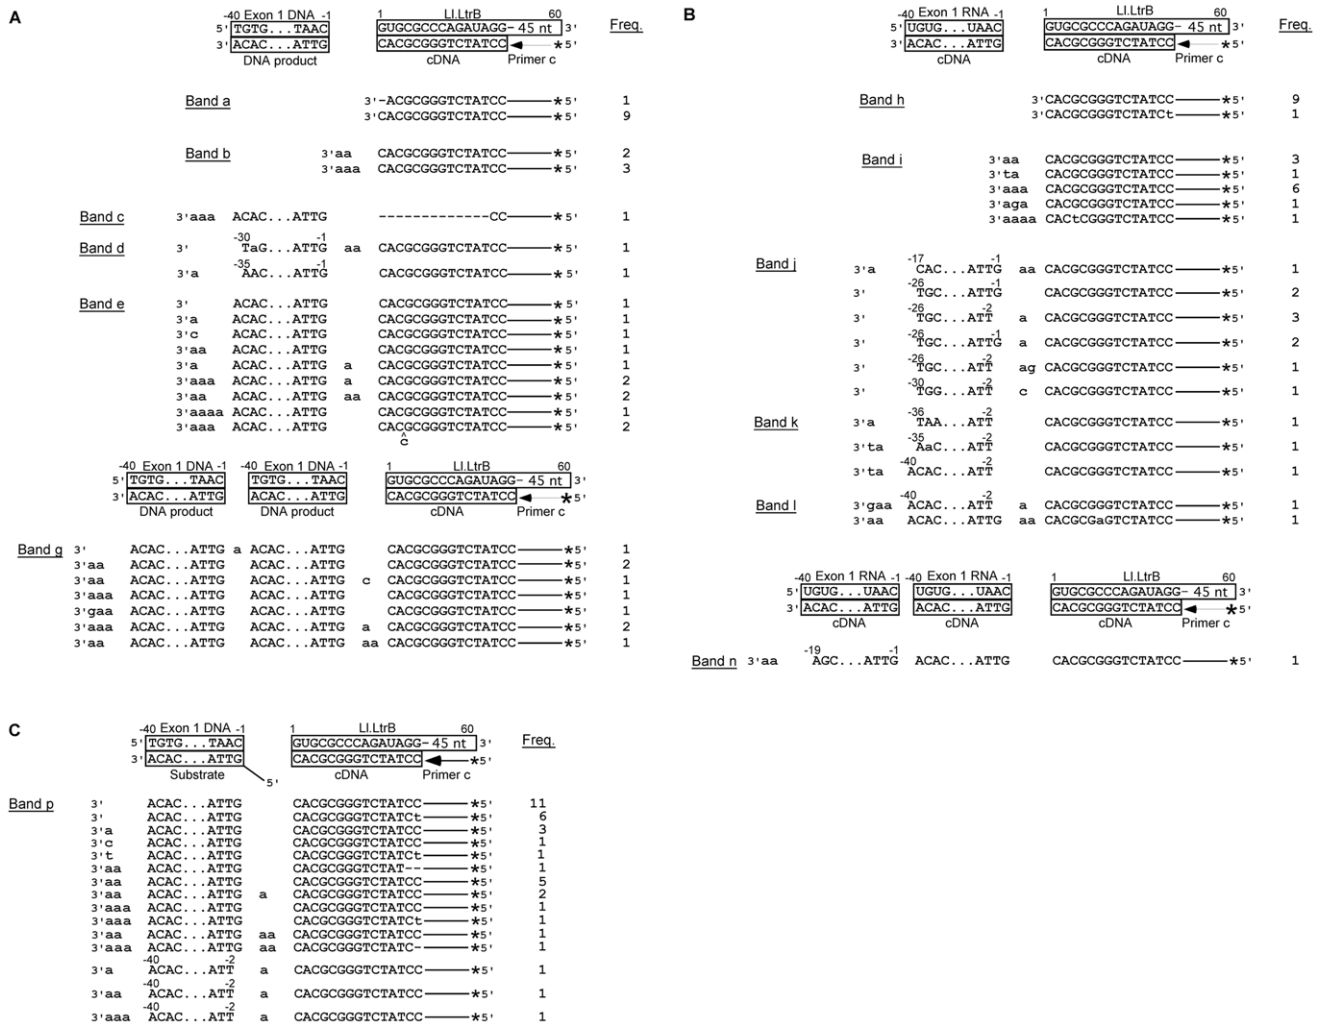 A
-40 Exon 1 DNA -1 1 Ll.LtrB 60 Freq.
5' TGTG...TAAC GUGCGCCCAGAUAGG- 45 nt 3'
3' ACAC...ATTG CACGCGGGTCTATCC *5'
DNA product cDNA Primer c
Band a 3'-ACGCGGGTCTATCC *5' 1
3'CACGCGGGTCTATCC *5' 9
Band b 3'aa CACGCGGGTCTATCC *5' 2
3'aaa CACGCGGGTCTATCC *5' 3
Band c 3'aaa ACAC...ATTG -------------CC *5' 1
-30 -1
Band d 3' TaG...ATTG aa CACGCGGGTCTATCC *5' 1
-35 -1
3'a AAC...ATTG CACGCGGGTCTATCC *5' 1
Band e 3' ACAC...ATTG CACGCGGGTCTATCC *5' 1
3'a ACAC...ATTG CACGCGGGTCTATCC *5' 1
3'c ACAC...ATTG CACGCGGGTCTATCC *5' 1
3'aa ACAC...ATTG CACGCGGGTCTATCC *5' 1
3'a ACAC...ATTG a CACGCGGGTCTATCC *5' 1
3'aaa ACAC...ATTG a CACGCGGGTCTATCC *5' 2
3'aa ACAC...ATTG aa CACGCGGGTCTATCC *5' 2
3'aaaa ACAC...ATTG CACGCGGGTCTATCC *5' 1
3'aaa ACAC...ATTG CACGCGGGTCTATCC *5' 2
^
c
-40 Exon 1 DNA -1 -40 Exon 1 DNA -1 1 Ll.LtrB 60
5' TGTG...TAAC TGTG...TAAC GUGCGCCCAGAUAGG- 45 nt 3'
3' ACAC...ATTG ACAC...ATTG CACGCGGGTCTATCC *5'
DNA product DNA product cDNA Primer c
Band g 3' ACAC...ATTG a ACAC...ATTG CACGCGGGTCTATCC *5' 1
3'aa ACAC...ATTG ACAC...ATTG CACGCGGGTCTATCC *5' 2
3'aa ACAC...ATTG ACAC...ATTG c CACGCGGGTCTATCC *5' 1
3'aaa ACAC...ATTG ACAC...ATTG CACGCGGGTCTATCC *5' 1
3'gaa ACAC...ATTG ACAC...ATTG CACGCGGGTCTATCC *5' 1
3'aaa ACAC...ATTG ACAC...ATTG a CACGCGGGTCTATCC *5' 2
3'aa ACAC...ATTG ACAC...ATTG aa CACGCGGGTCTATCC *5' 1
B
-40 Exon 1 RNA -1 1 Ll.LtrB 60 Freq.
5' UGUG...UAAC GUGCGCCCAGAUAGG- 45 nt 3'
3' ACAC...ATTG CACGCGGGTCTATCC *5'
cDNA cDNA Primer c
Band h 3'CACGCGGGTCTATCC *5' 9
3'CACGCGGGTCTATCt *5' 1
Band i 3'aa CACGCGGGTCTATCC *5' 3
3'ta CACGCGGGTCTATCC *5' 1
3'aaa CACGCGGGTCTATCC *5' 6
3'aga CACGCGGGTCTATCC *5' 1
3'aaaa CACtCGGGTCTATCC *5' 1
-17 -1
Band j 3'a CAC...ATTG aa CACGCGGGTCTATCC *5' 1
-26 -1
3' TGC...ATTG CACGCGGGTCTATCC *5' 2
-26 -2
3' TGC...ATT a CACGCGGGTCTATCC *5' 3
-26 -1
3' TGC...ATTG a CACGCGGGTCTATCC *5' 2
-26 -2
3' TGC...ATT ag CACGCGGGTCTATCC *5' 1
-30 -2
3' TGG...ATT c CACGCGGGTCTATCC *5' 1
-36 -2
Band k 3'a TAA...ATT CACGCGGGTCTATCC *5' 1
-35 -2
3'ta AaC...ATT CACGCGGGTCTATCC *5' 1
-40 -2
3'ta ACAC...ATT CACGCGGGTCTATCC *5' 1
-40 -2
Band l 3'gaa ACAC...ATT a CACGCGGGTCTATCC *5' 1
3'aa ACAC...ATTG aa CACGCGaGTCTATCC *5' 1
-40 Exon 1 RNA -1 -40 Exon 1 RNA -1 1 Ll.LtrB 60
5' UGUG...UAAC UGUG...UAAC GUGCGCCCAGAUAGG- 45 nt 3'
3' ACAC...ATTG ACAC...ATTG CACGCGGGTCTATCC *5'
cDNA cDNA cDNA Primer c
-19 -1
Band n 3'aa AGC...ATTG ACAC...ATTG CACGCGGGTCTATCC *5' 1
C
-40 Exon 1 DNA -1 1 Ll.LtrB 60 Freq.
5' TGTG...TAAC GUGCGCCCAGAUAGG- 45 nt 3'
3' ACAC...ATTG CACGCGGGTCTATCC *5'
Substrate 5' cDNA Primer c
Band p 3' ACAC...ATTG CACGCGGGTCTATCC *5' 11
3' ACAC...ATTG CACGCGGGTCTATCt *5' 6
3'a ACAC...ATTG CACGCGGGTCTATCC *5' 3
3'c ACAC...ATTG CACGCGGGTCTATCC *5' 1
3't ACAC...ATTG CACGCGGGTCTATCt *5' 1
3'aa ACAC...ATTG CACGCGGGTCTAT-- *5' 1
3'aa ACAC...ATTG CACGCGGGTCTATCC *5' 5
3'aa ACAC...ATTG a CACGCGGGTCTATCC *5' 2
3'aaa ACAC...ATTG CACGCGGGTCTATCC *5' 1
3'aaa ACAC...ATTG CACGCGGGTCTATCt *5' 1
3'aa ACAC...ATTG aa CACGCGGGTCTATCC *5' 1
3'aaa ACAC...ATTG aa CACGCGGGTCTATC- *5' 1
-40 -2
3'a ACAC...ATT a CACGCGGGTCTATCC *5' 1
-40 -2
3'aa ACAC...ATT a CACGCGGGTCTATCC *5' 1
-40 -2
3'aaa ACAC...ATT a CACGCGGGTCTATCC *5' 1